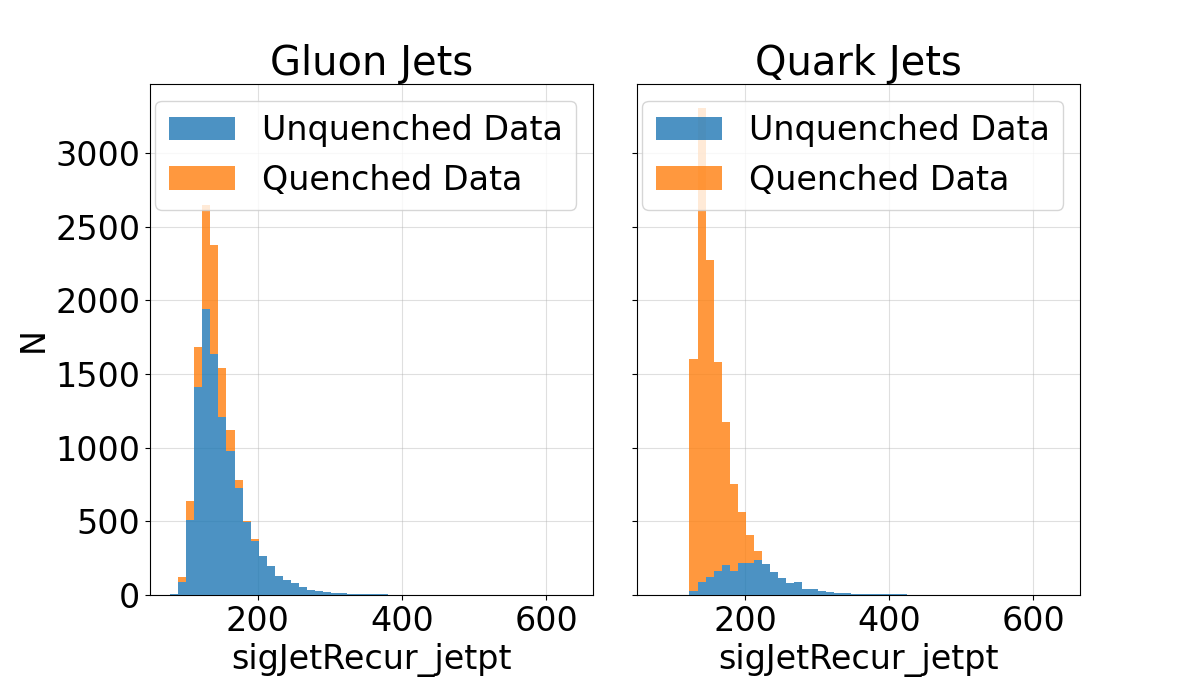 Gluon Jets
Quark Jets
Unquenched Data
Quenched Data
Unquenched Data
Quenched Data
3000
2500
2000
1500
1000
500
0
N
200
400
600
200
400
600
sigJetRecur_jetpt
sigJetRecur_jetpt